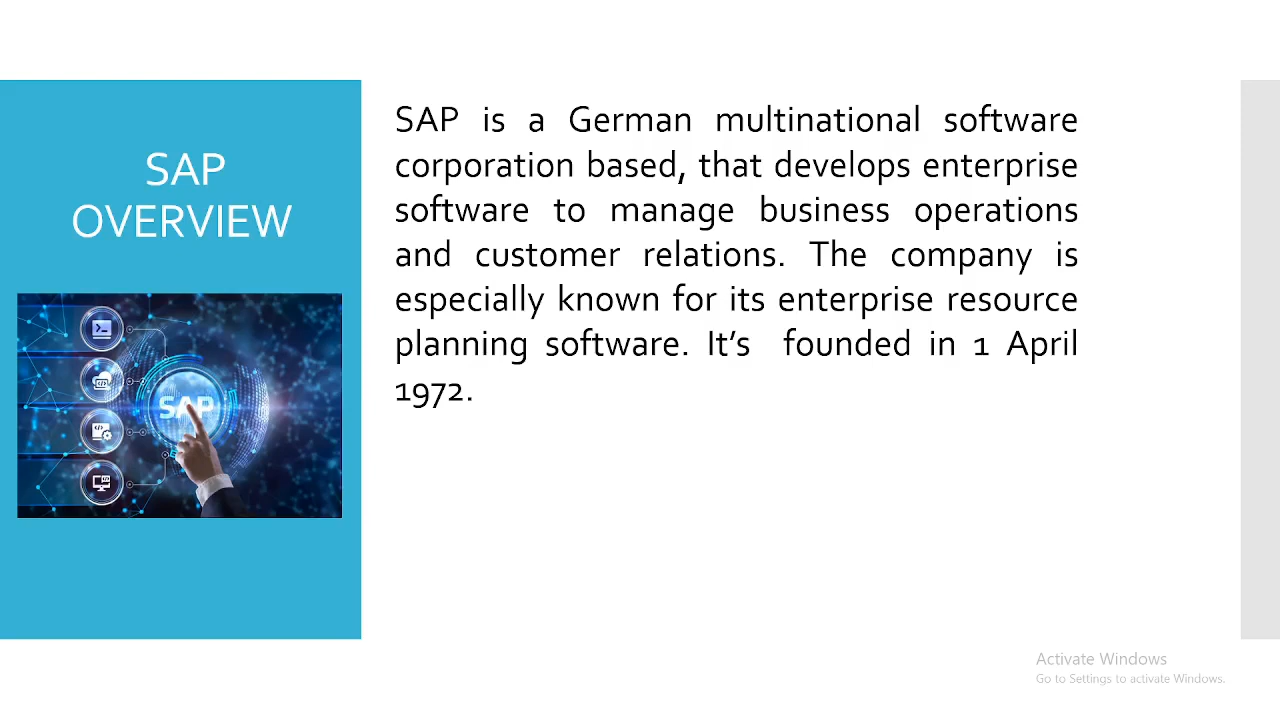 SAP
OVERVIEW
SAP
SAP is a German multinational software
corporation based, that develops enterprise
software to manage business operations
and customer relations. The company is
especially known for its enterprise resource
planning software. It’s founded in 1 April
1972.
Activate Windows
Go to Settings to activate Windows.